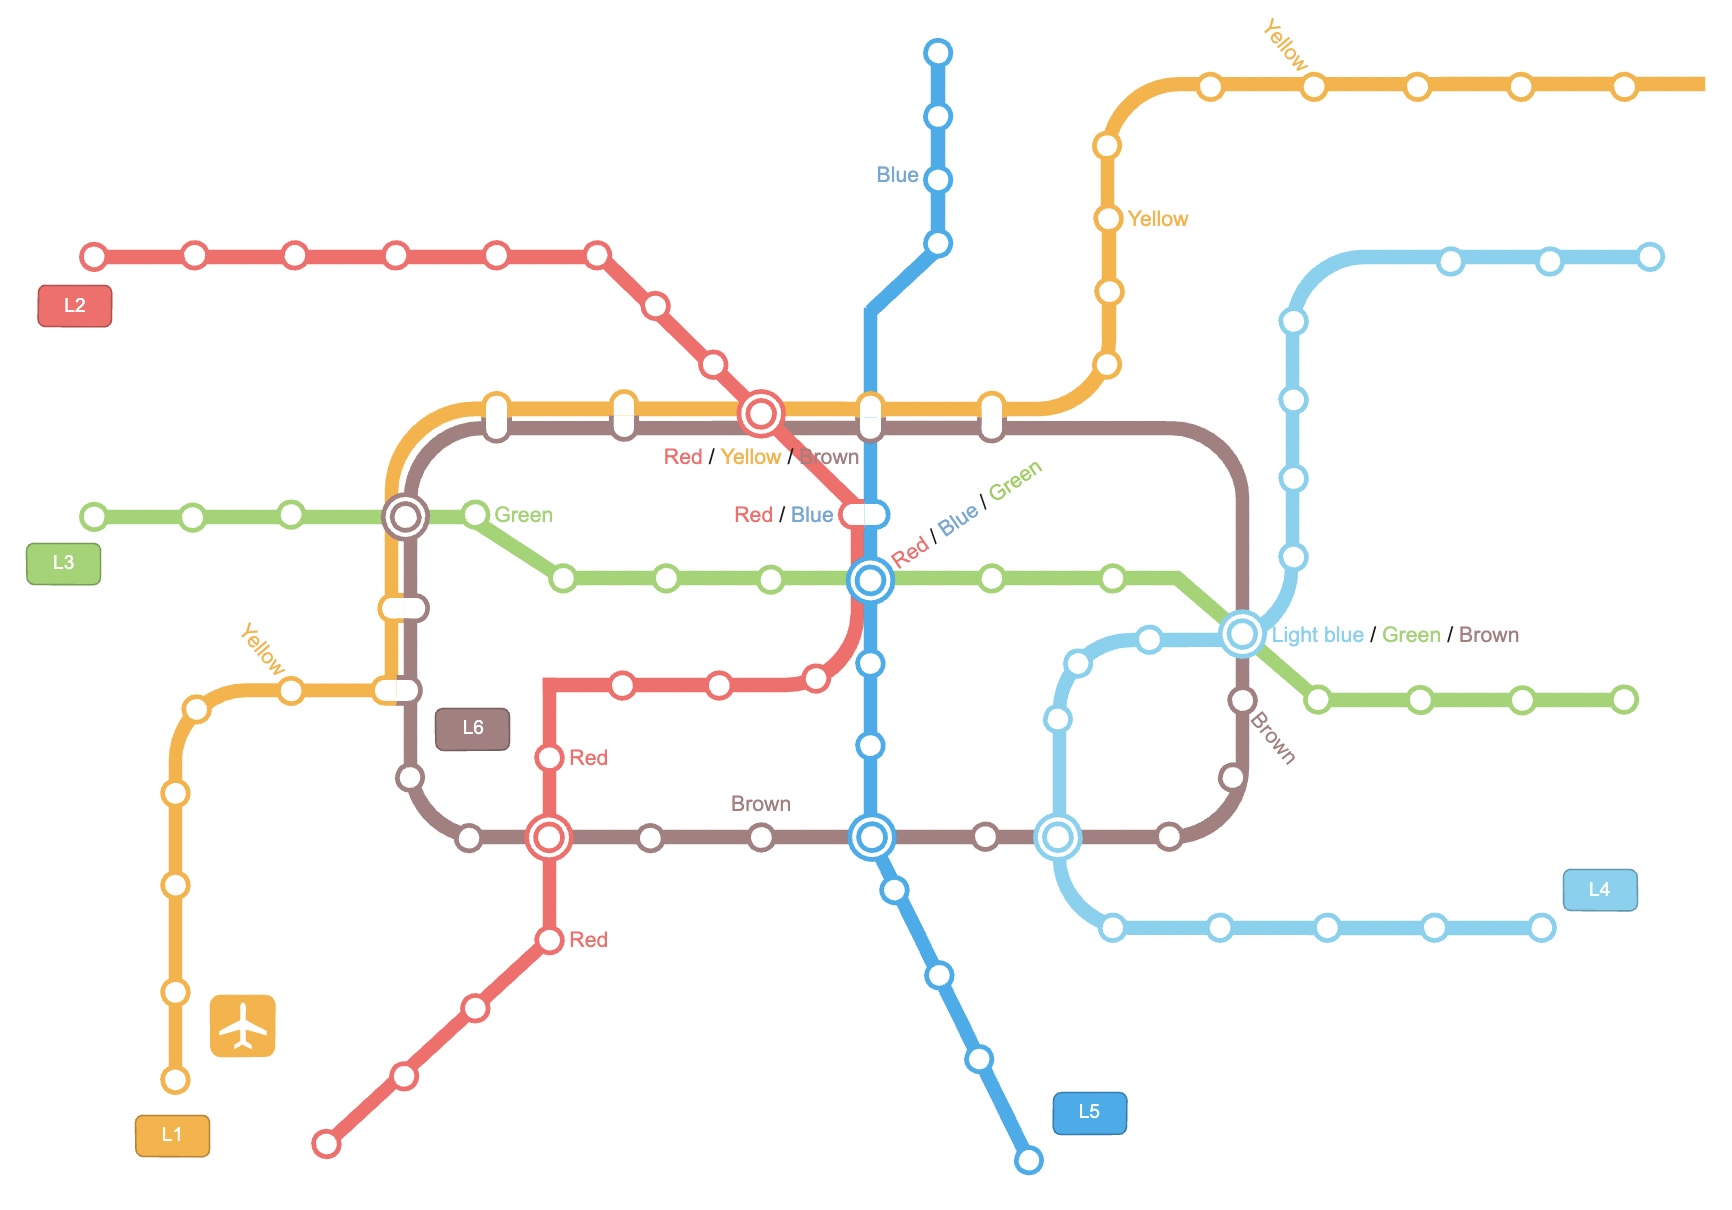 Yellow
Blue
Yellow
L2
Red / Yellow / Brown
Green
Red / Blue
Red / Blue / Green
L3
Yellow
Light blue / Green / Brown
L6
Brown
Red
Brown
L4
Red
L5
L1